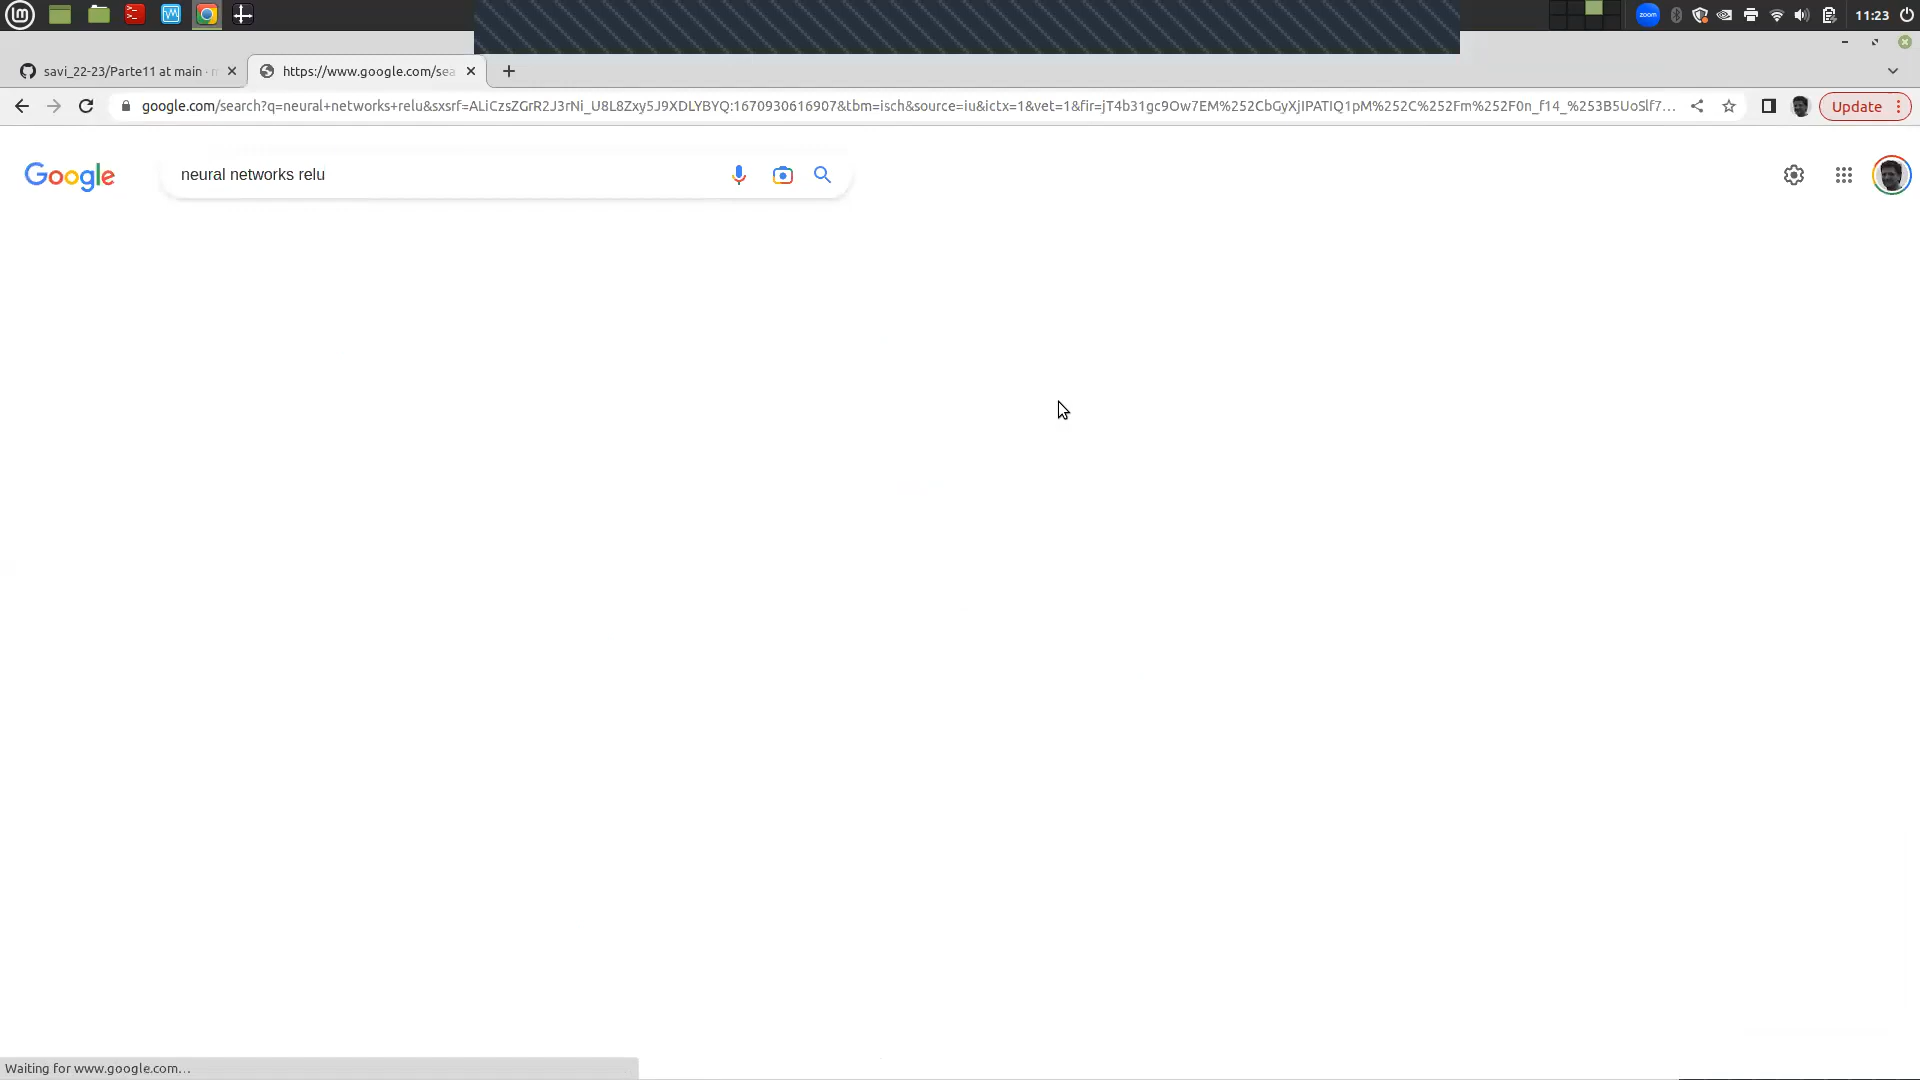 zoom
11:23
savi_22-23/Parte11 at main · m
https://www.google.com/sea
google.com/search?q=neural+networks+relu&sxsrf=ALiCzsZGrR2J3rNi_U8L8Zxy5J9XDLYBYQ:1670930616907&tbm=isch&source=iu&ictx=1&vet=1&fir=jT4b31gc9Ow7EM%252CbGyXjIPATIQ1pM%252C%252Fm%252F0n_f14_%253B5UoSlf7...
Update
Google
neural networks relu
Waiting for www.google.com...